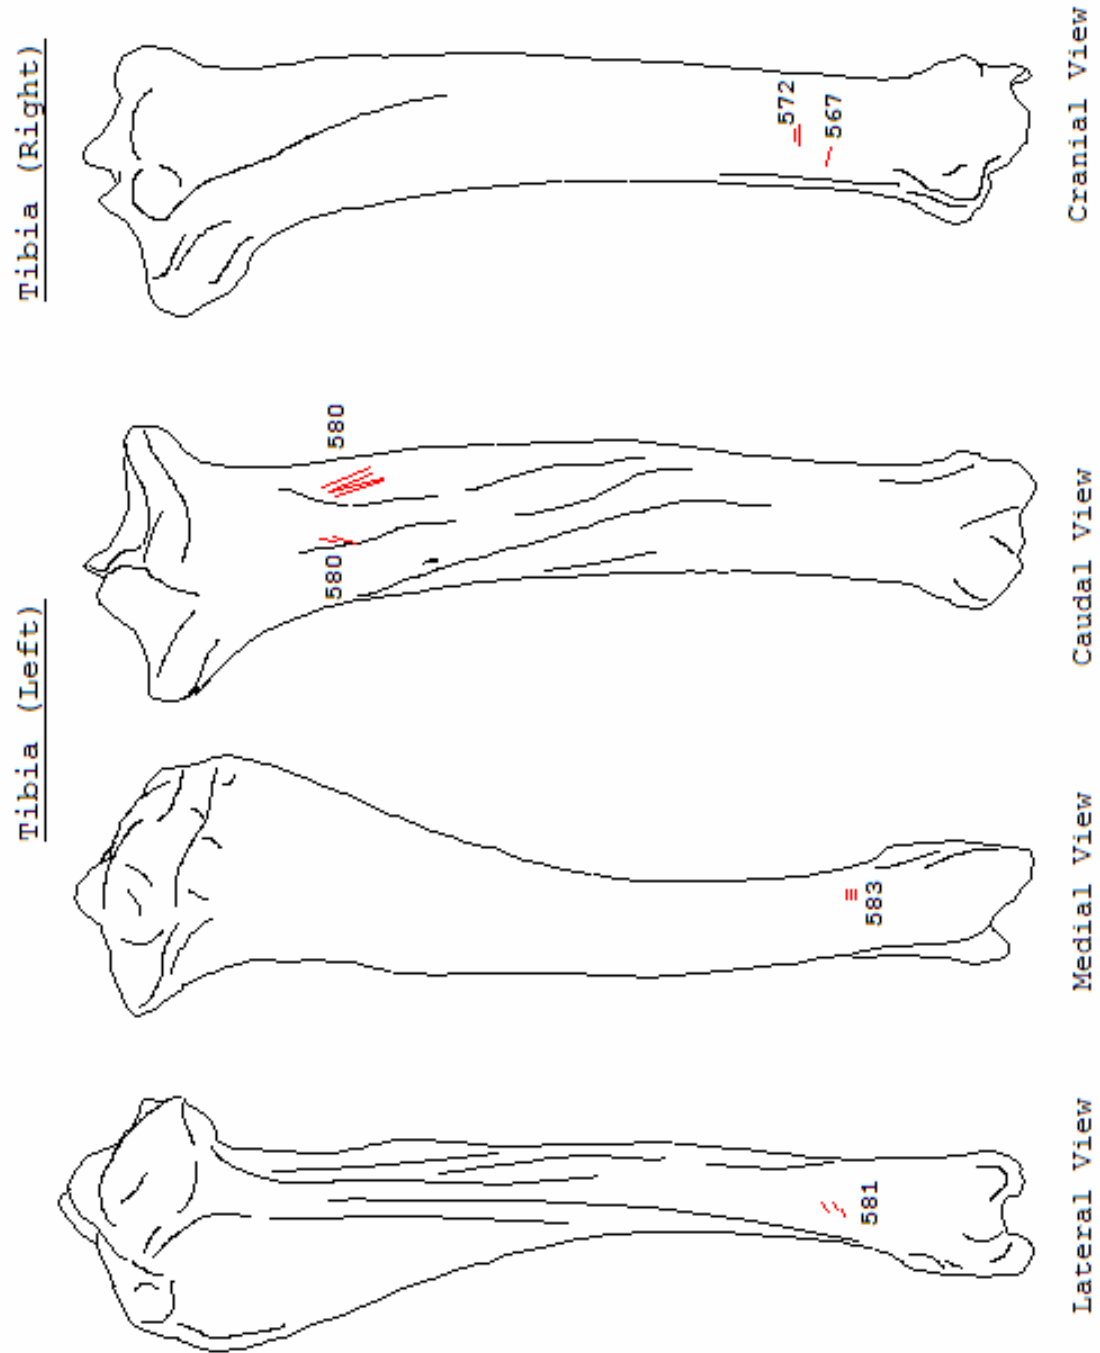 Tibia (Left)
Tibia (Right)
581
583
580
580
572
567
Lateral View
Medial View
Caudal View
Cranial View